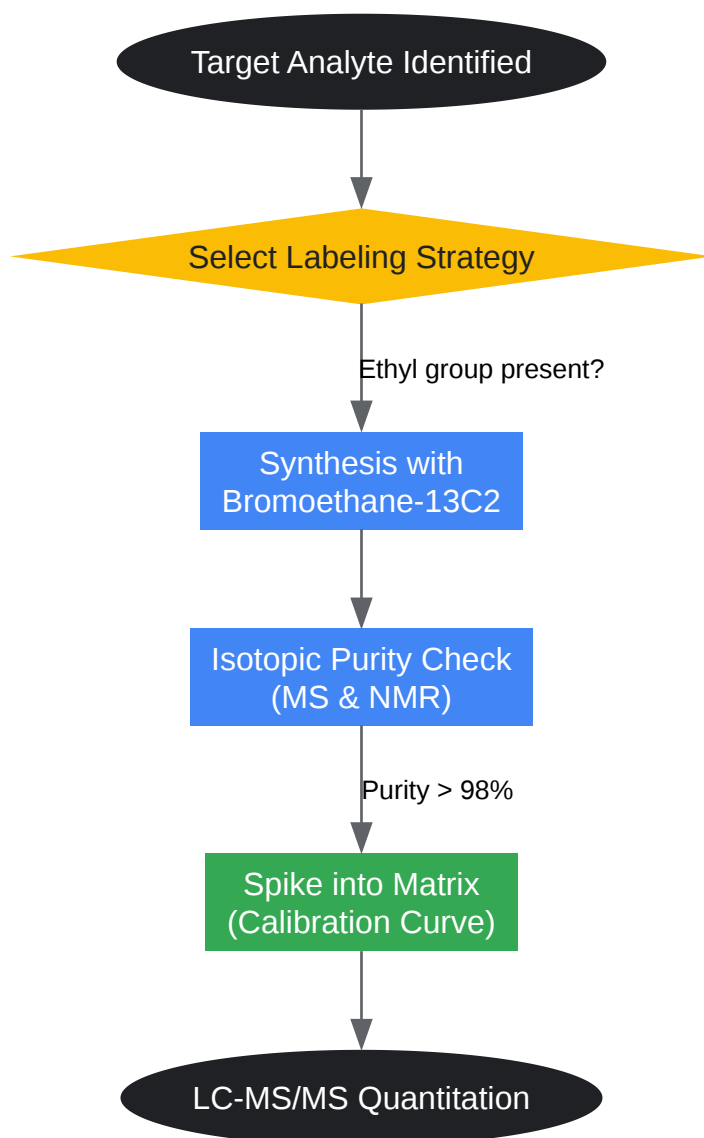 Target Analyte Identified
Select Labeling Strategy
Ethyl group present?
Synthesis with
Bromoethane-13C2
Isotopic Purity Check
(MS & NMR)
Purity > 98%
Spike into Matrix
(Calibration Curve)
LC-MS/MS Quantitation